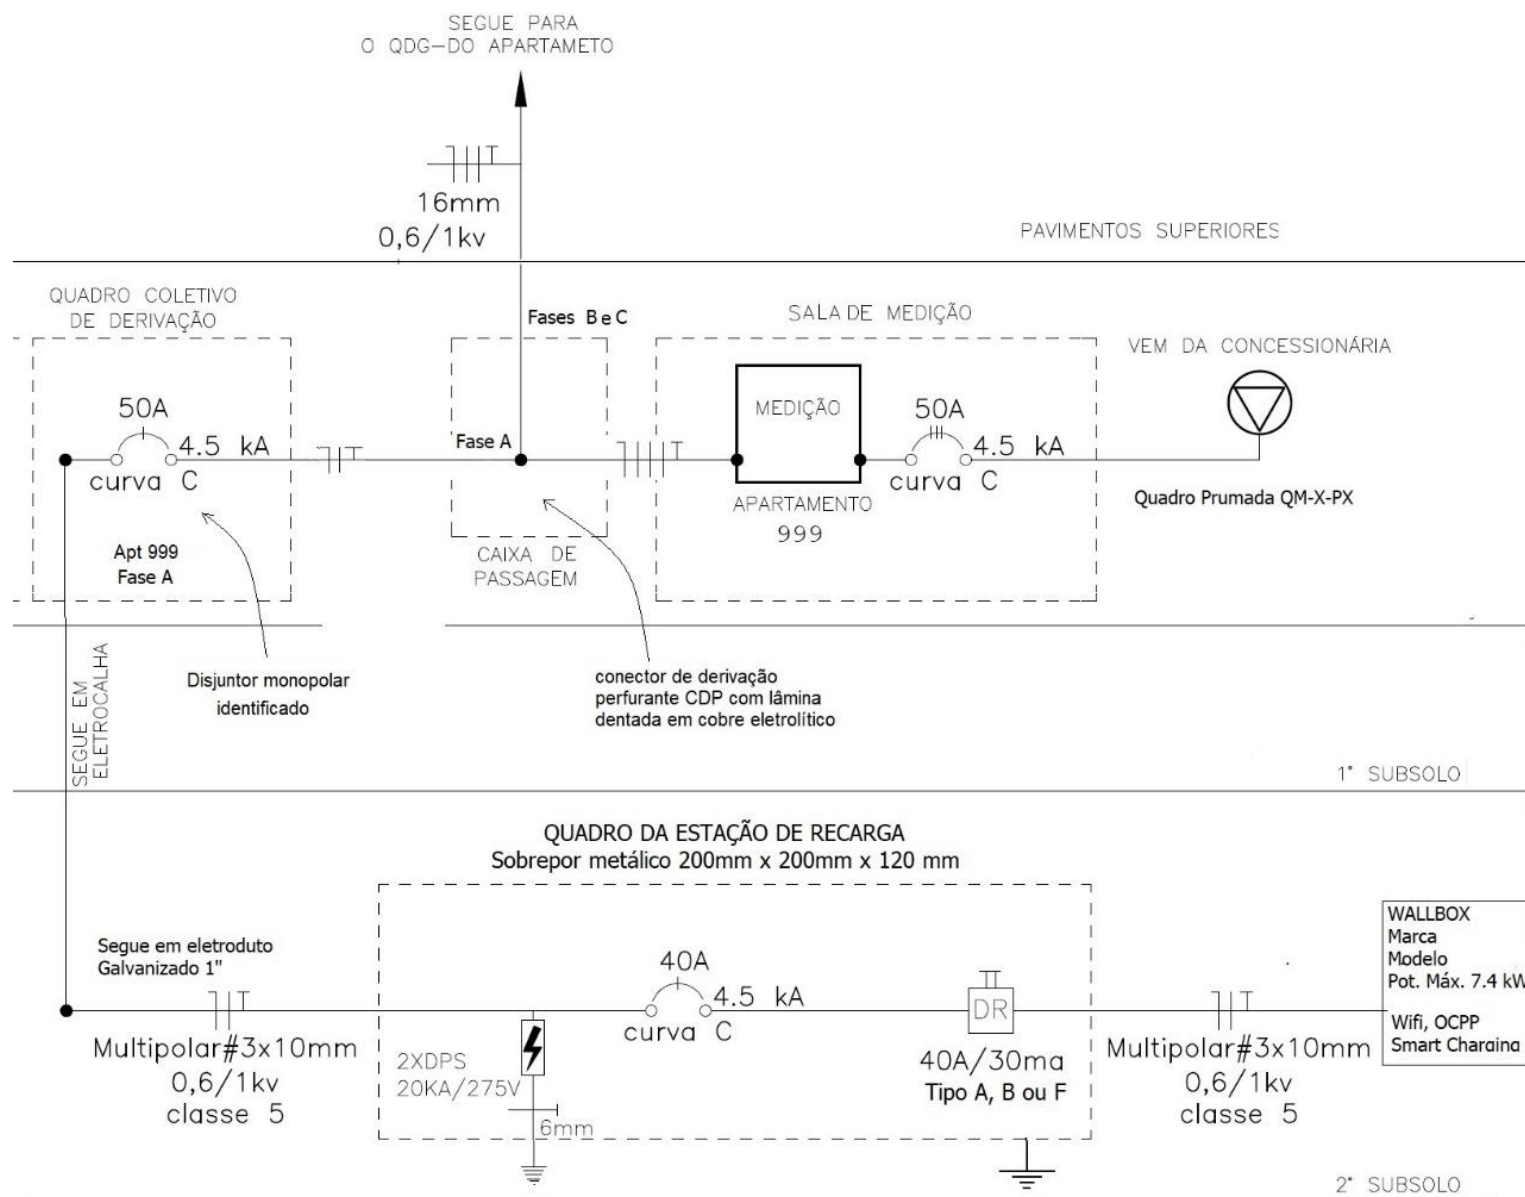 SEGUE PARA
O QDG-DO APARTAMETO
16mm
0,6/1kv
PAVIMENTOS SUPERIORES
QUADRO COLETIVO
DE DERIVAÇÃO
50A
4.5 kA
curva C
Apt 999
Fase A
Fases B e C
Fase A
CAIXA DE
PASSAGEM
SALA DE MEDIÇÃO
MEDIÇÃO
APARTAMENTO
999
50A
4.5 kA
curva C
VEM DA CONCESSIONÁRIA
Quadro Prumada QM-X-PX
Disjuntor monopolar
identificado
conector de derivação
perfurante CDP com lâmina
dentada em cobre eletrolítico
SEGUE EM
ELETROCALHA
1° SUBSOLO
QUADRO DA ESTAÇÃO DE RECARGA
Sobrepor metálico 200mm x 200mm x 120 mm
Segue em eletroduto
Galvanizado 1"
Multipolar#3x10mm
0,6/1kv
classe 5
2XDPS
20KA/275V
6mm
40A
4.5 kA
curva C
DR
40A/30ma
Tipo A, B ou F
Multipolar#3x10mm
0,6/1kv
classe 5
WALLBOX
Marca
Modelo
Pot. Máx. 7.4 kW
Wifi, OCPP
Smart Charging
2° SUBSOLO